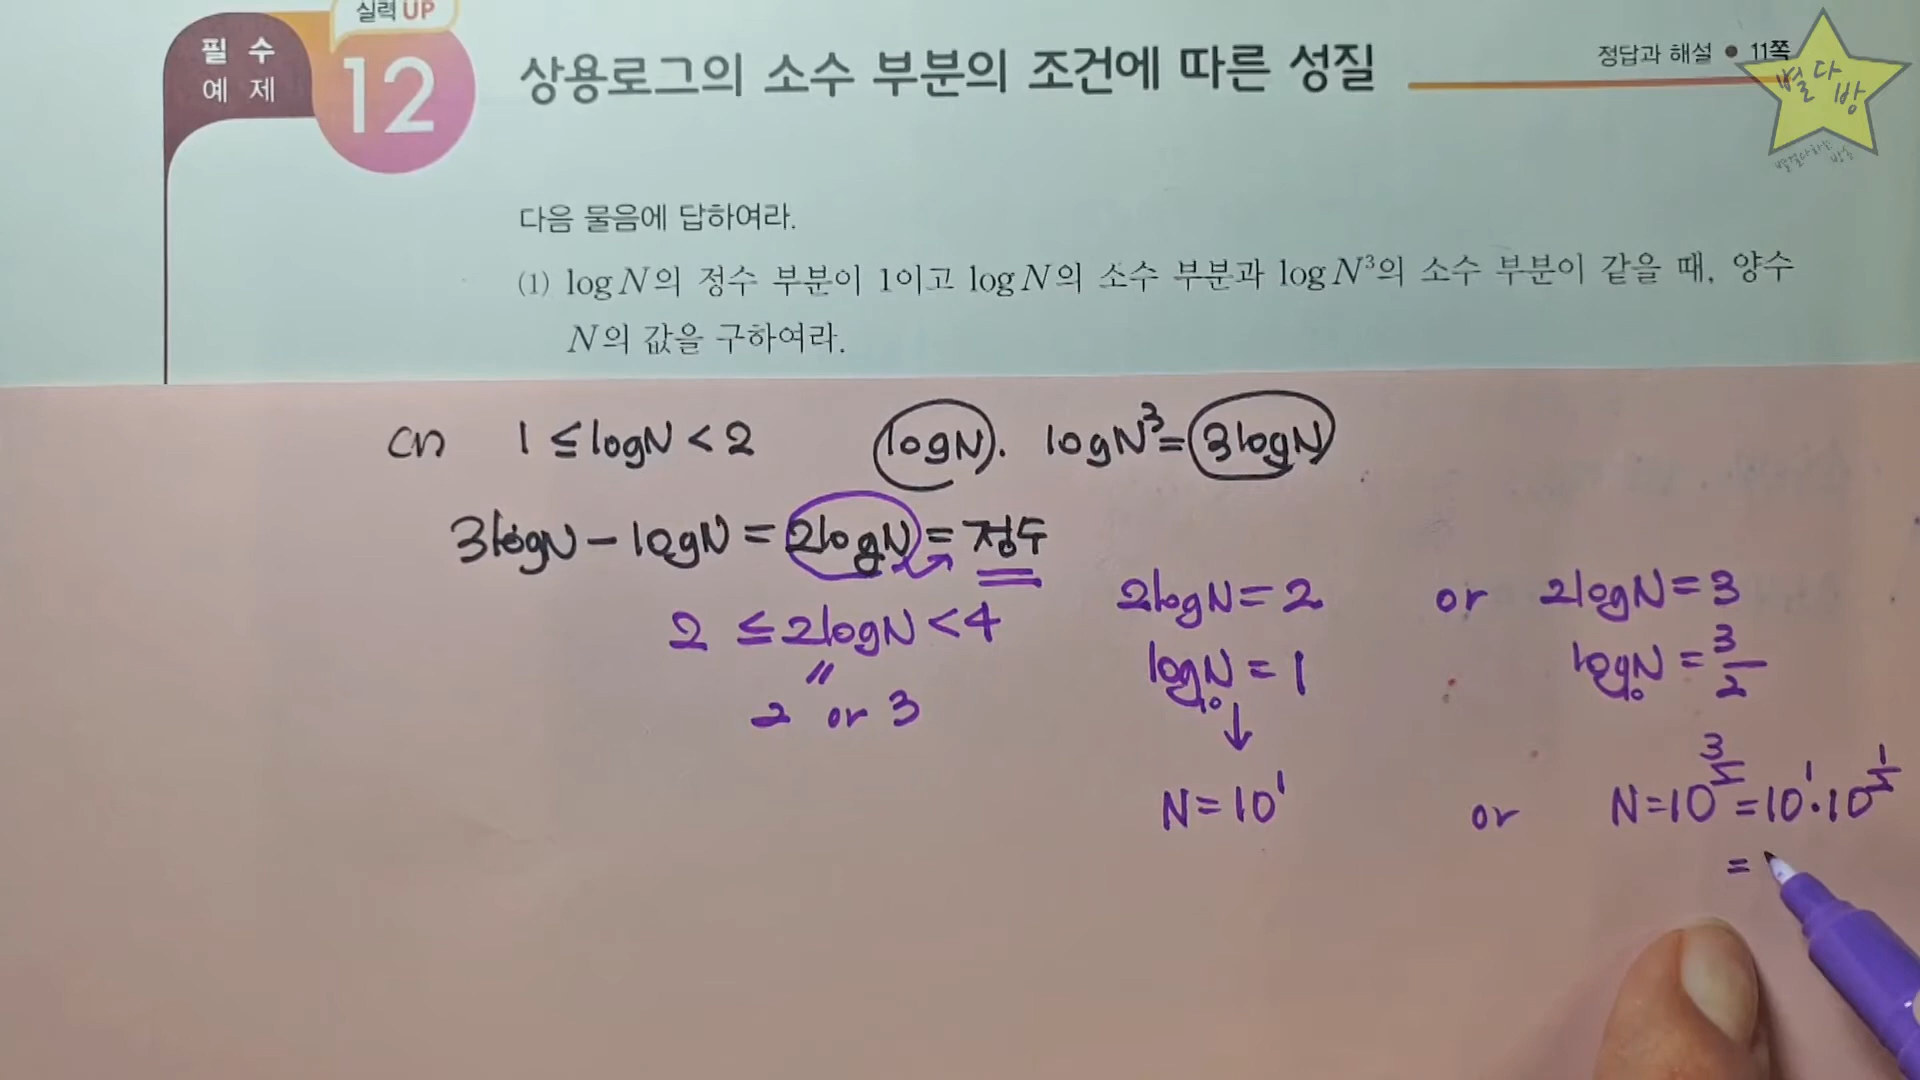 실력 UP
필수 예제 12 상용로그의 소수 부분의 조건에 따른 성질
정답과 해설 ● 11쪽
별다방
다음 물음에 답하여라.
(1) log N의 정수 부분이 1이고 log N의 소수 부분과 log N³의 소수 부분이 같을 때, 양수
N의 값을 구하여라.
(1) 1 ≤ logN < 2 logN. logN³ = 3logN
3logN − logN = 2logN = 정수
2 ≤ 2logN < 4
〃
2 or 3
2logN = 2 or 2logN = 3
log₁₀N = 1 log₁₀N = 3/2
↓
N = 10¹ or N = 10^(3/2) = 10¹·10^(1/2)
=